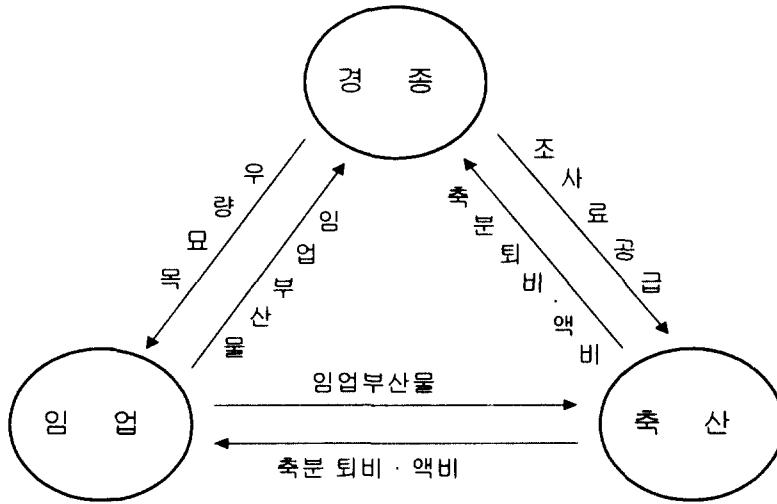 경 종
우량묘목
임업부산물
축분퇴비·액비
조사료공급
임업부산물
임 업
축 산
축분 퇴비 · 액비